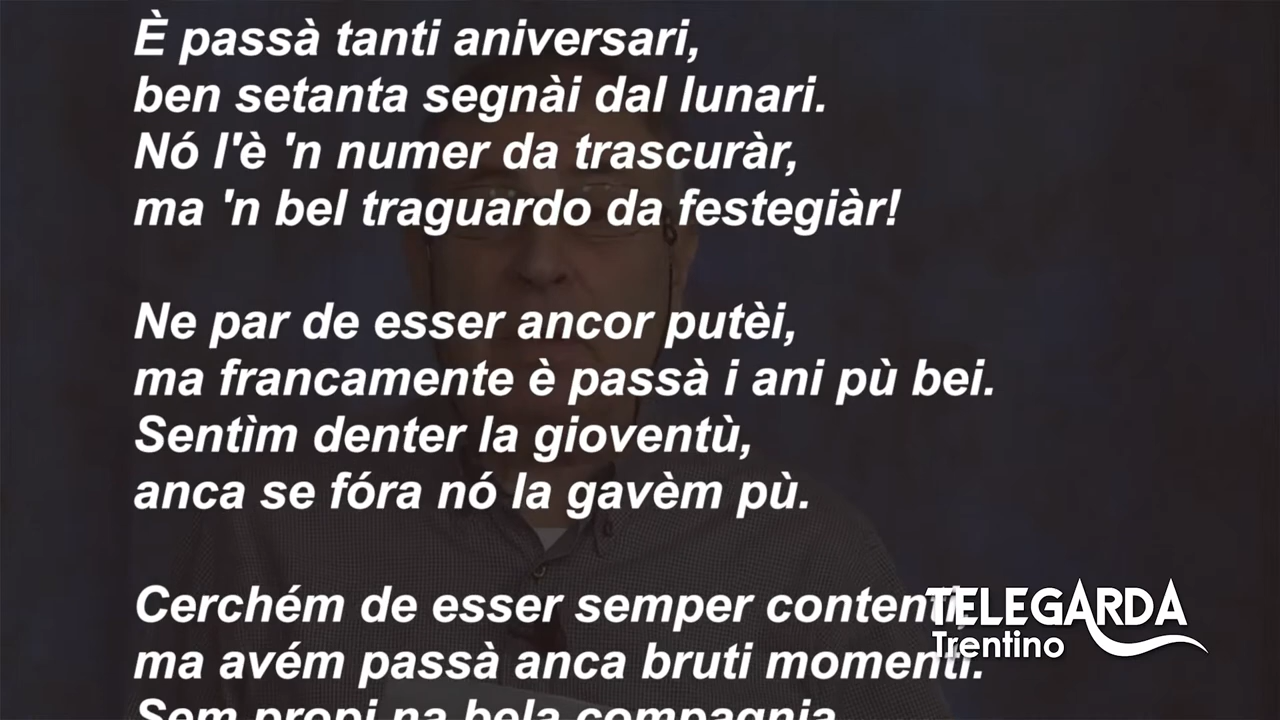 È passà tanti aniversari,
ben setanta segnài dal lunari.
Nó l'è 'n numer da trascuràr,
ma 'n bel traguardo da festegiàr!
Ne par de esser ancor putèi,
ma francamente è passà i ani pù bei.
Sentìm denter la gioventù,
anca se fóra nó la gavèm pù.
Cerchém de esser semper contenti,
ma avém passà anca bruti momenti.
Sem propi na bela compagnia
TELEGARDA
Trentino